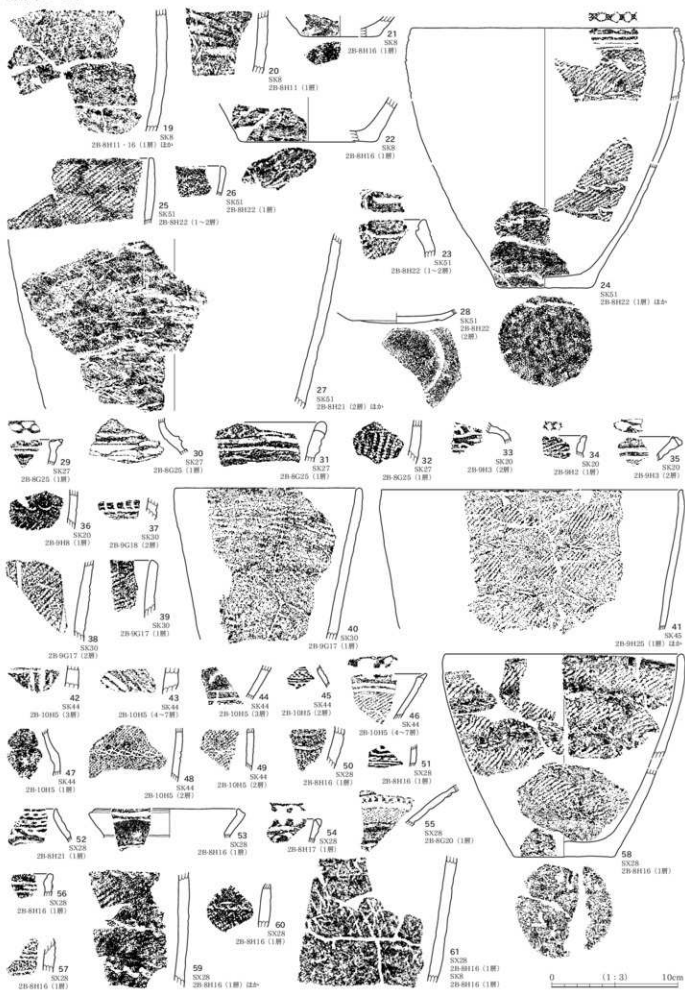 19
SK8
2B-8H11・16（1層）ほか
20
SK8
2B-8H11（1層）
21
SK8
2B-8H16（1層）
22
SK8
2B-8H16（1層）
23
SK51
2B-8H22（1～2層）
24
SK51
2B-8H22（1層）ほか
25
SK51
2B-8H22（1～2層）
26
SK51
2B-8H22（1層）
27
SK51
2B-8H21（2層）ほか
28
SK51
2B-8H22
（2層）
29
SK27
2B-8G25（1層）
30
SK27
2B-8G25（1層）
31
SK27
2B-8G25（1層）
32
SK27
2B-8G25（1層）
33
SK20
2B-9H3（2層）
34
SK20
2B-9H2（1層）
35
SK20
2B-9H3（2層）
36
SK20
2B-9H8（1層）
37
SK30
2B-9G18（2層）
38
SK30
2B-9G17（2層）
39
SK30
2B-9G17（1層）
40
SK30
2B-9G17（1層）
41
SK45
2B-9H25（1層）ほか
42
SK44
2B-10H5（3層）
43
SK44
2B-10H5（4～7層）
44
SK44
2B-10H5（3層）
45
SK44
2B-10H5（2層）
46
SK44
2B-10H5（4～7層）
47
SK44
2B-10H5（1層）
48
SK44
2B-10H5（2層）
49
SK44
2B-10H5（2層）
50
SX28
2B-8H16（1層）
51
SX28
2B-8H16（1層）
52
SX28
2B-8H21（1層）
53
SX28
2B-8H16（1層）
54
SX28
2B-8H17（1層）
55
SX28
2B-8G20（1層）
56
SX28
2B-8H16（1層）
57
SX28
2B-8H16（1層）
58
SX28
2B-8H16（1層）
59
SX28
2B-8H16（1層）ほか
60
SX28
2B-8H16（1層）
61
SX28
2B-8H16（1層）
SK8
2B-8H16（1層）
0 （1：3） 10cm